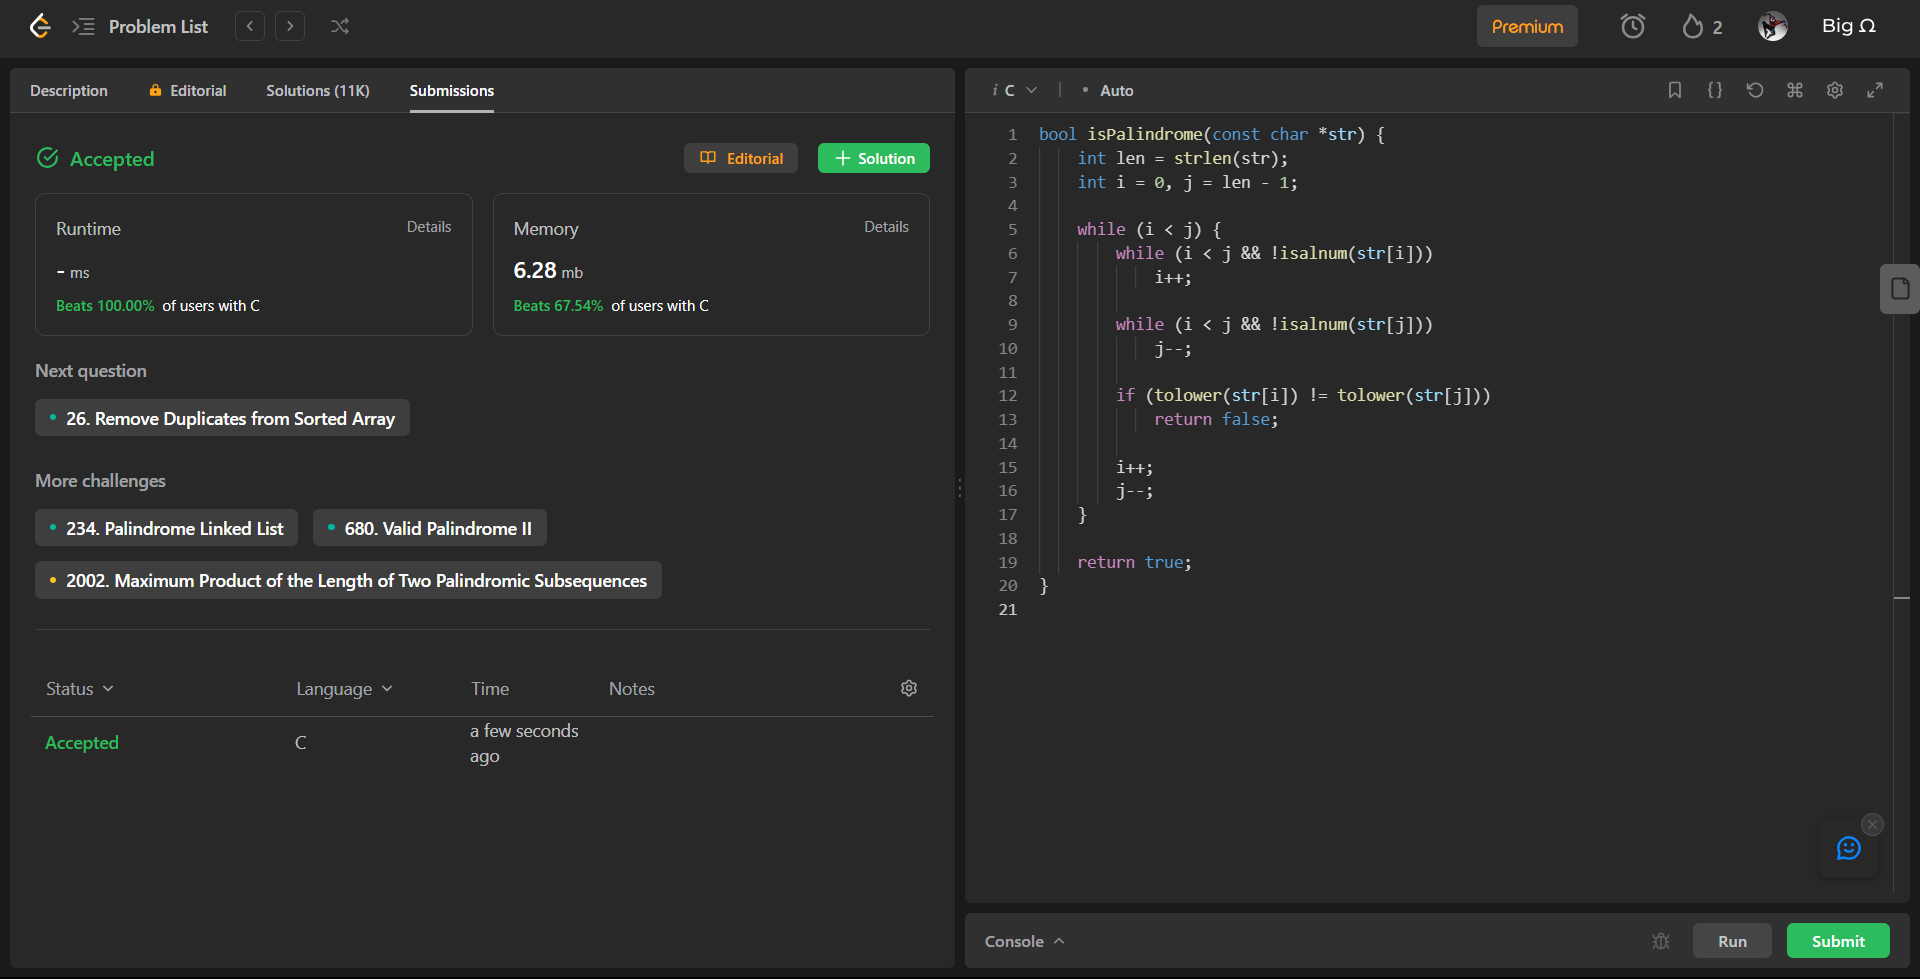 Problem List
Premium
2
Big Ω
Description
Editorial
Solutions (11K)
Submissions
Accepted
Editorial
Solution
Runtime
Details
- ms
Beats 100.00% of users with C
Memory
Details
6.28 mb
Beats 67.54% of users with C
Next question
26. Remove Duplicates from Sorted Array
More challenges
234. Palindrome Linked List
680. Valid Palindrome II
2002. Maximum Product of the Length of Two Palindromic Subsequences
Status
Language
Time
Notes
Accepted
C
a few seconds
ago
i C
Auto
1 bool isPalindrome(const char *str) {
2     int len = strlen(str);
3     int i = 0, j = len - 1;
4
5     while (i < j) {
6         while (i < j && !isalnum(str[i]))
7             i++;
8
9         while (i < j && !isalnum(str[j]))
10             j--;
11
12         if (tolower(str[i]) != tolower(str[j]))
13             return false;
14
15         i++;
16         j--;
17     }
18
19     return true;
20 }
21
Console
Run
Submit